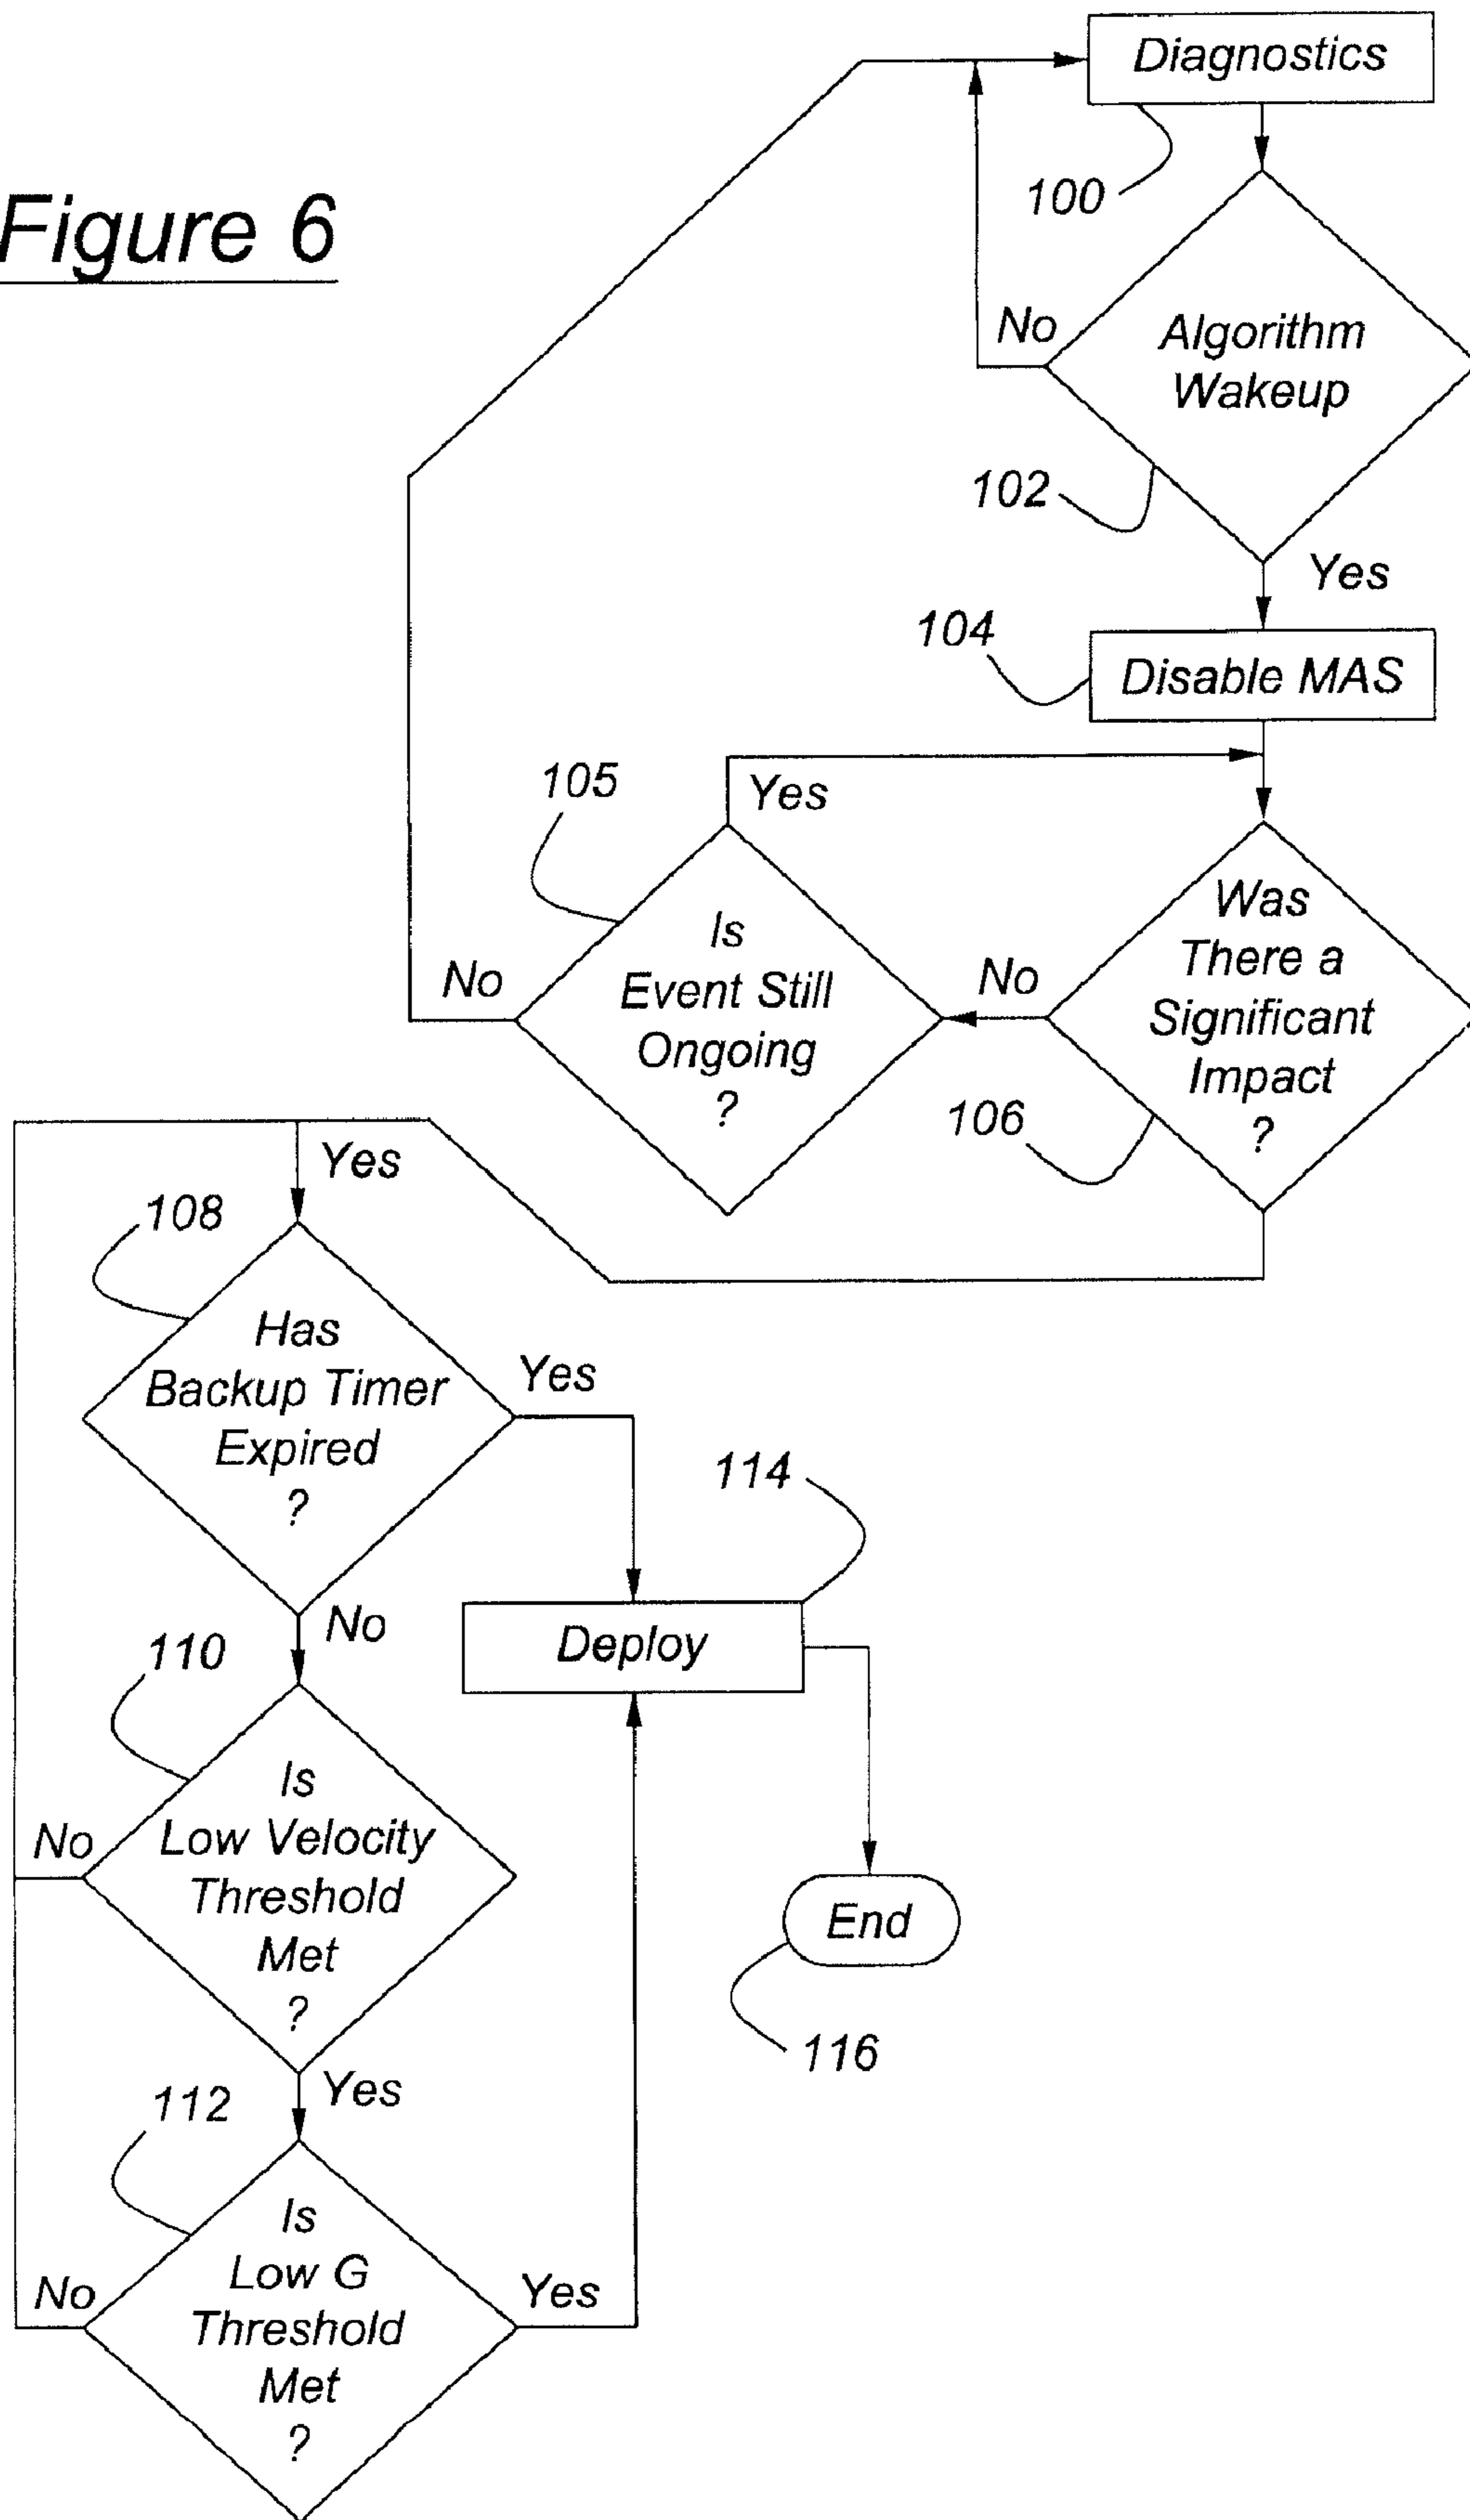 Figure 6
Diagnostics
100
No
Algorithm
Wakeup
102
Yes
104
Disable MAS
105
Yes
Is
Event Still
Ongoing
?
No
No
Was
There a
Significant
Impact
?
106
Yes
108
Has
Backup Timer
Expired
?
Yes
114
No
Deploy
110
Is
Low Velocity
Threshold
Met
?
No
End
116
Yes
112
Is
Low G
Threshold
Met
?
No
Yes